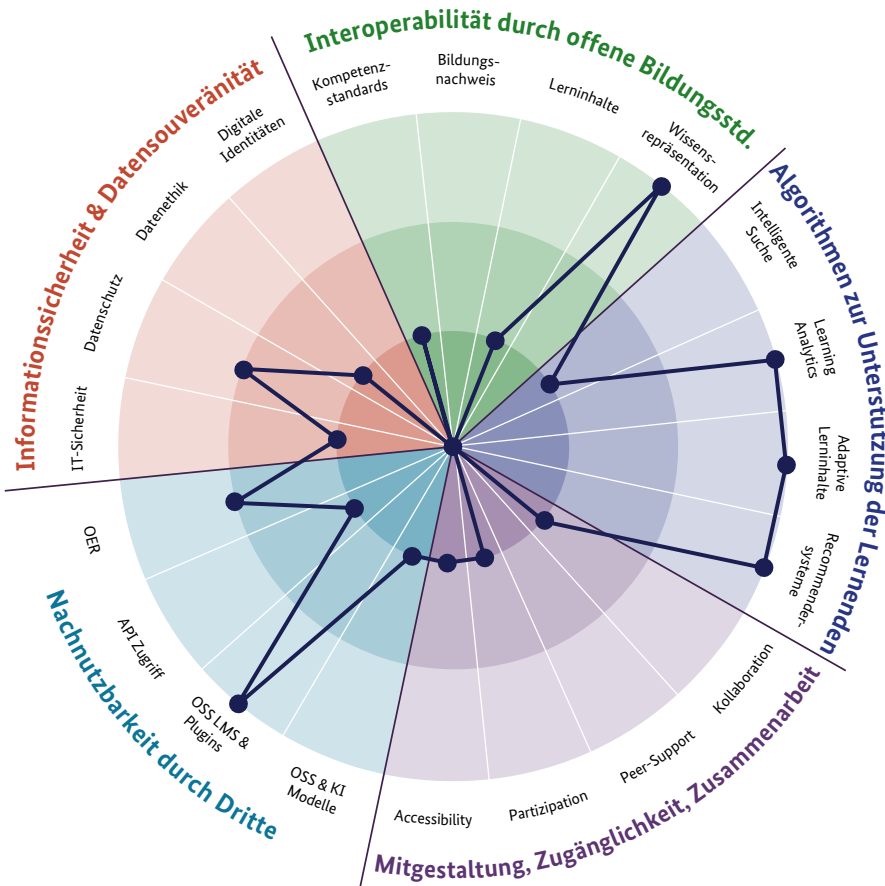 Interoperabilität durch offene Bildungsstd.
Kompetenz-
standards
Bildungs-
nachweis
Lerninhalte
Wissens-
repräsentation
Algorithmen zur Unterstützung der Lernenden
Intelligente
Suche
Learning
Analytics
Adaptive
Lerninhalte
Recommender-
systeme
Mitgestaltung, Zugänglichkeit, Zusammenarbeit
Kollaboration
Peer-Support
Partizipation
Accessibility
Nachnutzbarkeit durch Dritte
OSS & KI
Modelle
OSS LMS &
Plugins
API Zugriff
OER
Informationssicherheit & Datensouveränität
IT-Sicherheit
Datenschutz
Datenethik
Digitale
Identitäten